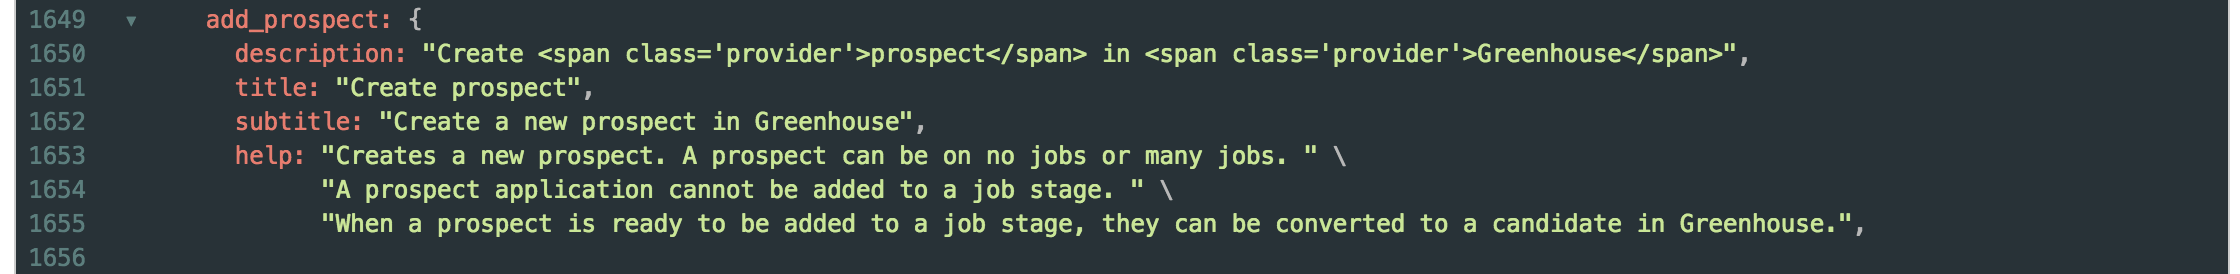 1649 ▾ add_prospect: {
1650 description: "Create <span class='provider'>prospect</span> in <span class='provider'>Greenhouse</span>",
1651 title: "Create prospect",
1652 subtitle: "Create a new prospect in Greenhouse",
1653 help: "Creates a new prospect. A prospect can be on no jobs or many jobs. " \
1654 "A prospect application cannot be added to a job stage. " \
1655 "When a prospect is ready to be added to a job stage, they can be converted to a candidate in Greenhouse.",
1656